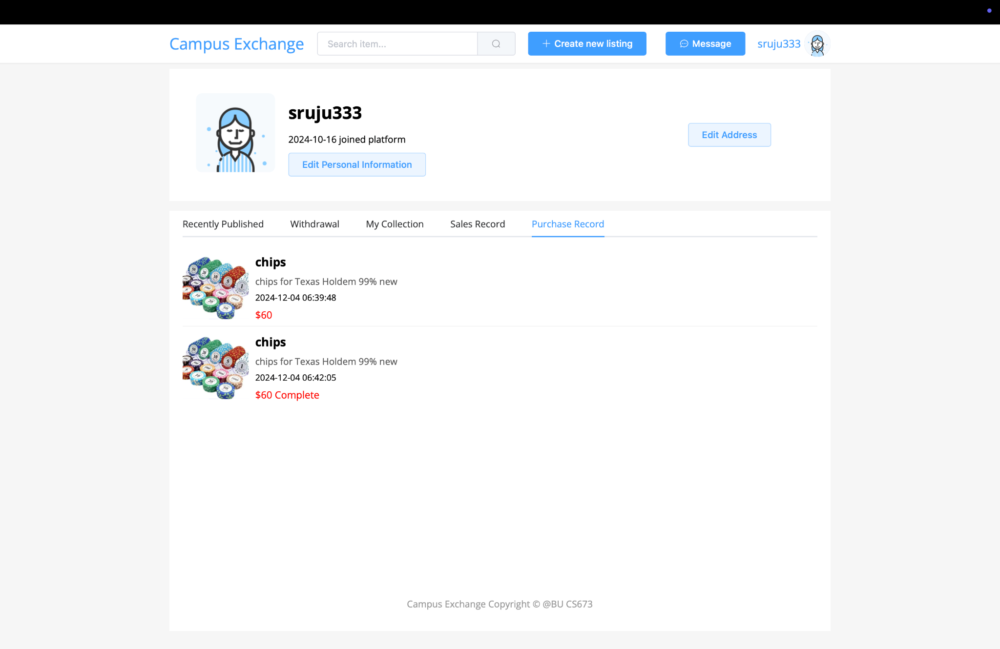 Campus Exchange
Search item...
Create new listing
Message
sruju333
sruju333
2024-10-16 joined platform
Edit Personal Information
Edit Address
Recently Published Withdrawal My Collection Sales Record Purchase Record
chips
chips for Texas Holdem 99% new
2024-12-04 06:39:48
$60
chips
chips for Texas Holdem 99% new
2024-12-04 06:42:05
$60 Complete
Campus Exchange Copyright © @BU CS673